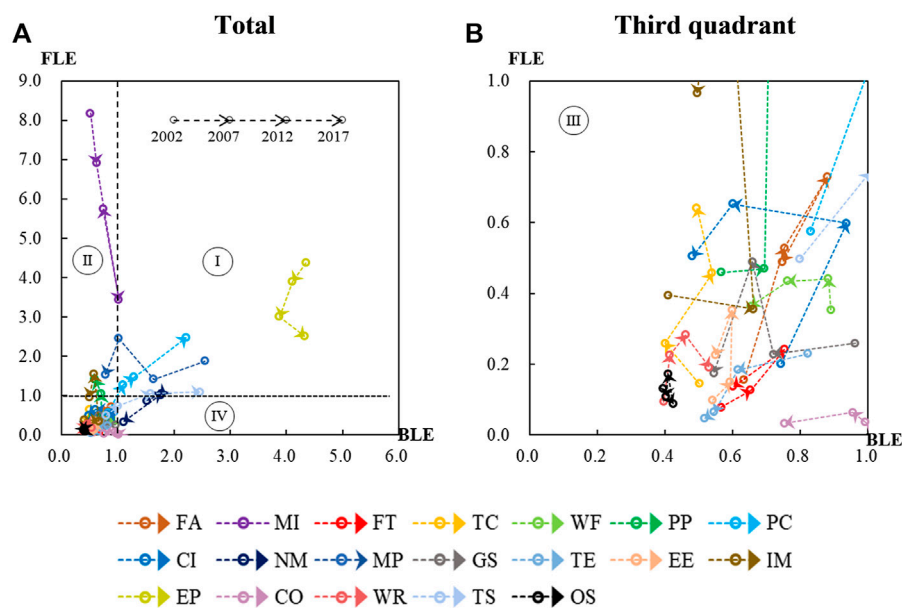 A Total
FLE
9.0
8.0
7.0
6.0
5.0
4.0
3.0
2.0
1.0
0.0
2002 2007 2012 2017
II I
IV
BLE
0.0 1.0 2.0 3.0 4.0 5.0 6.0
B Third quadrant
FLE
1.0
0.8
0.6
0.4
0.2
0.0
III
BLE
0.0 0.2 0.4 0.6 0.8 1.0
FA MI FT TC WF PP PC
CI NM MP GS TE EE IM
EP CO WR TS OS